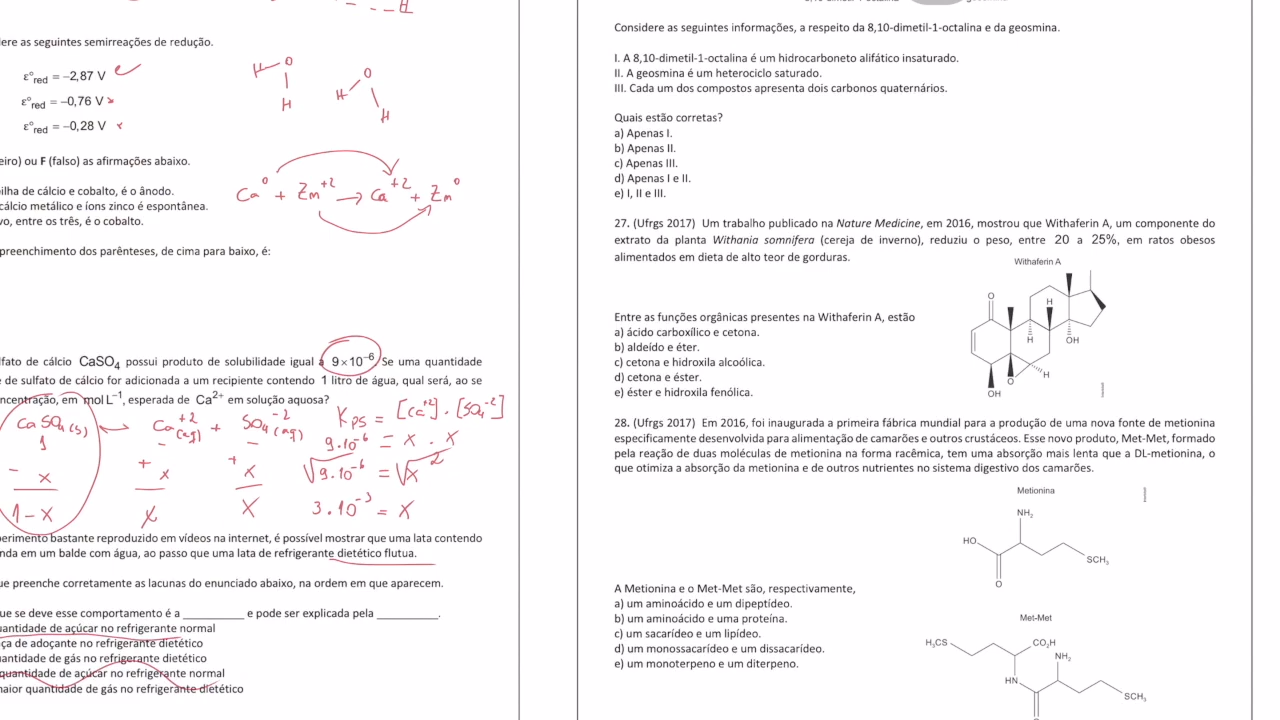 dere as seguintes semirreações de redução.
ε°red = −2,87 V
ε°red = −0,76 V
ε°red = −0,28 V
H O
H
O
H
H
eiro) ou F (falso) as afirmações abaixo.
pilha de cálcio e cobalto, é o ânodo.
cálcio metálico e íons zinco é espontânea.
vo, entre os três, é o cobalto.
Ca⁰ + Zn⁺² → Ca⁺² + Zn⁰
preenchimento dos parênteses, de cima para baixo, é:
lfato de cálcio CaSO₄ possui produto de solubilidade igual a 9×10⁻⁶. Se uma quantidade
e de sulfato de cálcio for adicionada a um recipiente contendo 1 litro de água, qual será, ao se
oncentração, em mol L⁻¹, esperada de Ca²⁺ em solução aquosa?
CaSO₄(s) Ca⁺²(aq) + SO₄⁻²(aq)
1 − −
− x + x + x
1 − x x x
Kps = [Ca⁺²] · [SO₄⁻²]
9.10⁻⁶ = x . x
√9.10⁻⁶ = √x²
3.10⁻³ = x
perimento bastante reproduzido em vídeos na internet, é possível mostrar que uma lata contendo
nda em um balde com água, ao passo que uma lata de refrigerante dietético flutua.
que preenche corretamente as lacunas do enunciado abaixo, na ordem em que aparecem.
que se deve esse comportamento é a __________ e pode ser explicada pela __________.
uantidade de açúcar no refrigerante normal
ça de adoçante no refrigerante dietético
uantidade de gás no refrigerante dietético
quantidade de açúcar no refrigerante normal
maior quantidade de gás no refrigerante dietético
Considere as seguintes informações, a respeito da 8,10-dimetil-1-octalina e da geosmina.
I. A 8,10-dimetil-1-octalina é um hidrocarboneto alifático insaturado.
II. A geosmina é um heterociclo saturado.
III. Cada um dos compostos apresenta dois carbonos quaternários.
Quais estão corretas?
a) Apenas I.
b) Apenas II.
c) Apenas III.
d) Apenas I e II.
e) I, II e III.
27. (Ufrgs 2017) Um trabalho publicado na Nature Medicine, em 2016, mostrou que Withaferin A, um componente do
extrato da planta Withania somnifera (cereja de inverno), reduziu o peso, entre 20 a 25%, em ratos obesos
alimentados em dieta de alto teor de gorduras.
Withaferin A
O
H
H
OH
O
H
OH
Entre as funções orgânicas presentes na Withaferin A, estão
a) ácido carboxílico e cetona.
b) aldeído e éter.
c) cetona e hidroxila alcoólica.
d) cetona e éster.
e) éster e hidroxila fenólica.
28. (Ufrgs 2017) Em 2016, foi inaugurada a primeira fábrica mundial para a produção de uma nova fonte de metionina
especificamente desenvolvida para alimentação de camarões e outros crustáceos. Esse novo produto, Met-Met, formado
pela reação de duas moléculas de metionina na forma racêmica, tem uma absorção mais lenta que a DL-metionina, o
que otimiza a absorção da metionina e de outros nutrientes no sistema digestivo dos camarões.
Metionina
NH₂
HO
SCH₃
O
A Metionina e o Met-Met são, respectivamente,
a) um aminoácido e um dipeptídeo.
b) um aminoácido e uma proteína.
c) um sacarídeo e um lipídeo.
d) um monossacarídeo e um dissacarídeo.
e) um monoterpeno e um diterpeno.
Met-Met
H₃CS CO₂H
NH₂
HN
SCH₃